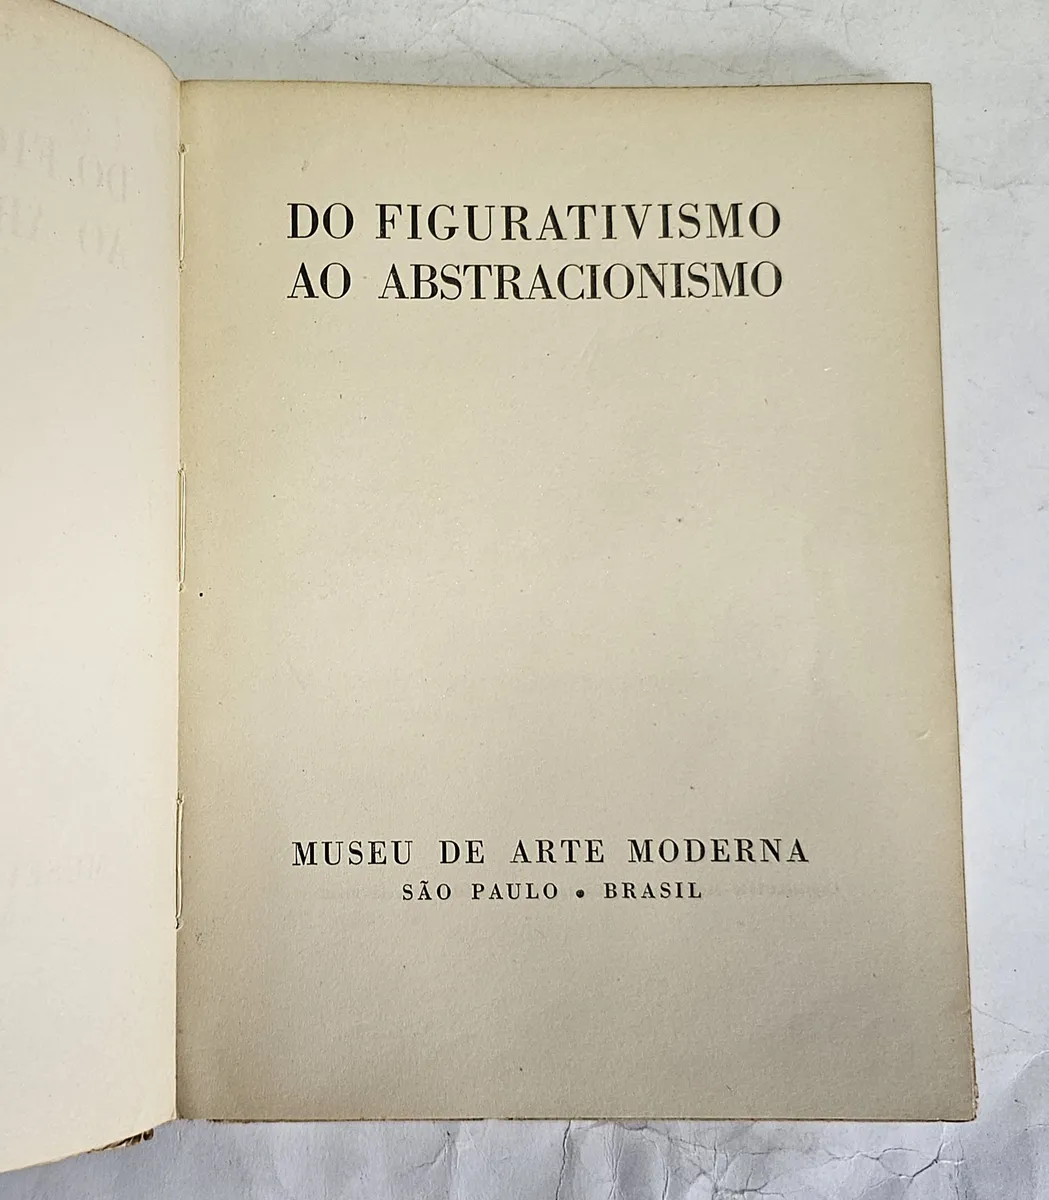 DO FIGURATIVISMO
AO ABSTRACIONISMO
MUSEU DE ARTE MODERNA
SÃO PAULO • BRASIL